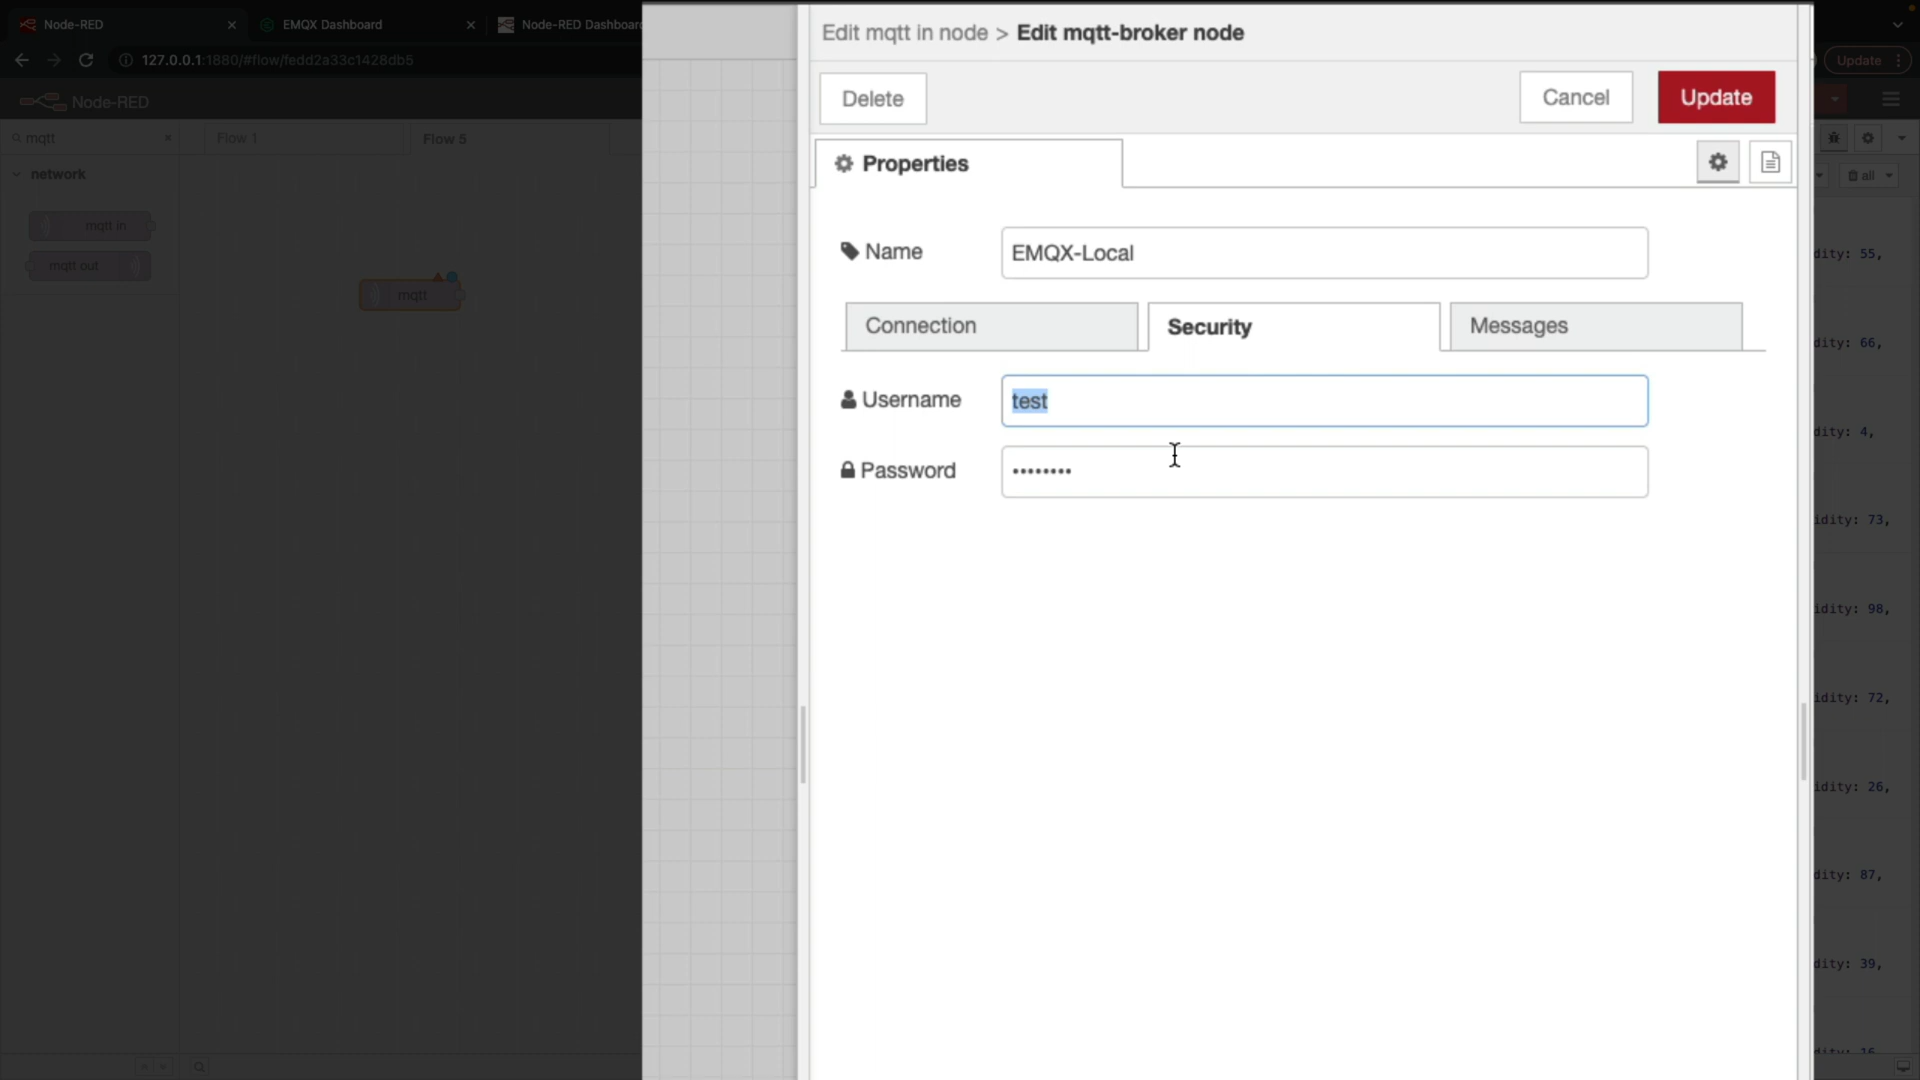 Node-RED
EMQX Dashboard
Node-RED Dashboard
127.0.0.1:1880/#flow/fedd2a33c1428db5
Update
Node-RED
mqtt
Flow 1
Flow 5
network
mqtt in
mqtt out
mqtt
Edit mqtt in node > Edit mqtt-broker node
Delete
Cancel
Update
Properties
Name
EMQX-Local
Connection
Security
Messages
Username
test
Password
••••••••
all
idity: 55,
idity: 66,
dity: 4,
idity: 73,
idity: 98,
idity: 72,
idity: 26,
dity: 87,
dity: 39,